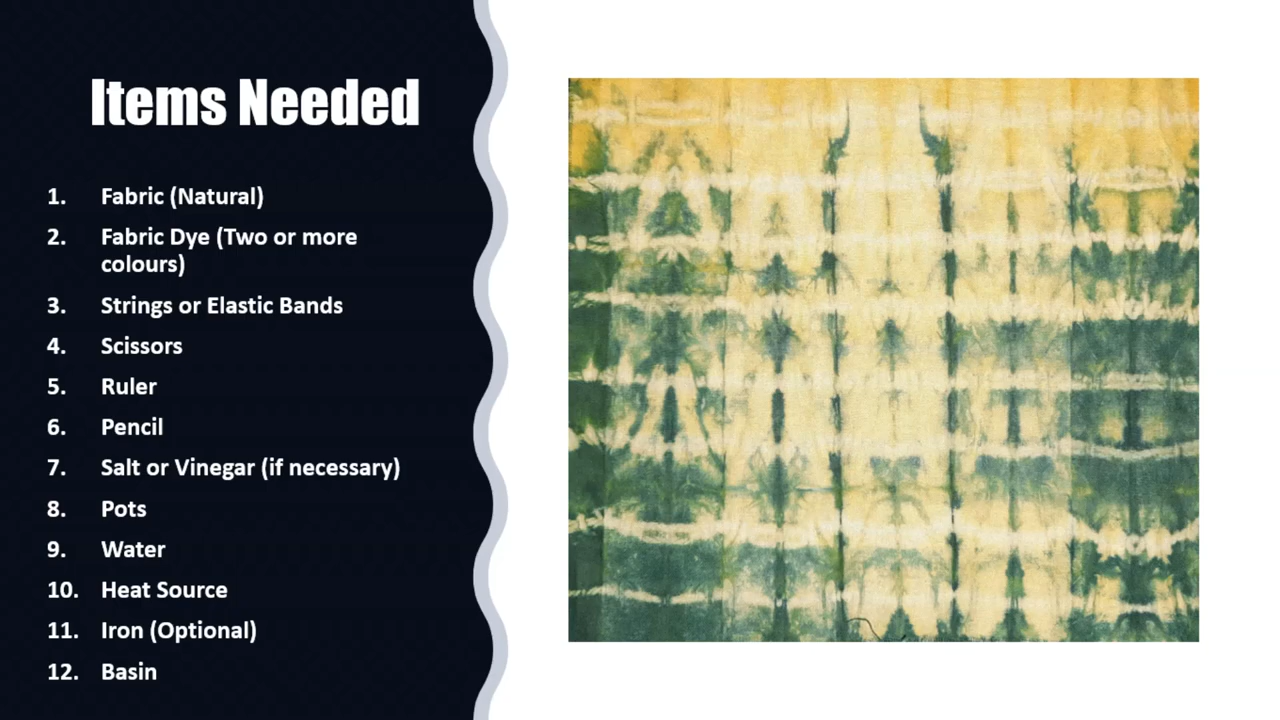 Items Needed
1. Fabric (Natural)
2. Fabric Dye (Two or more
colours)
3. Strings or Elastic Bands
4. Scissors
5. Ruler
6. Pencil
7. Salt or Vinegar (if necessary)
8. Pots
9. Water
10. Heat Source
11. Iron (Optional)
12. Basin